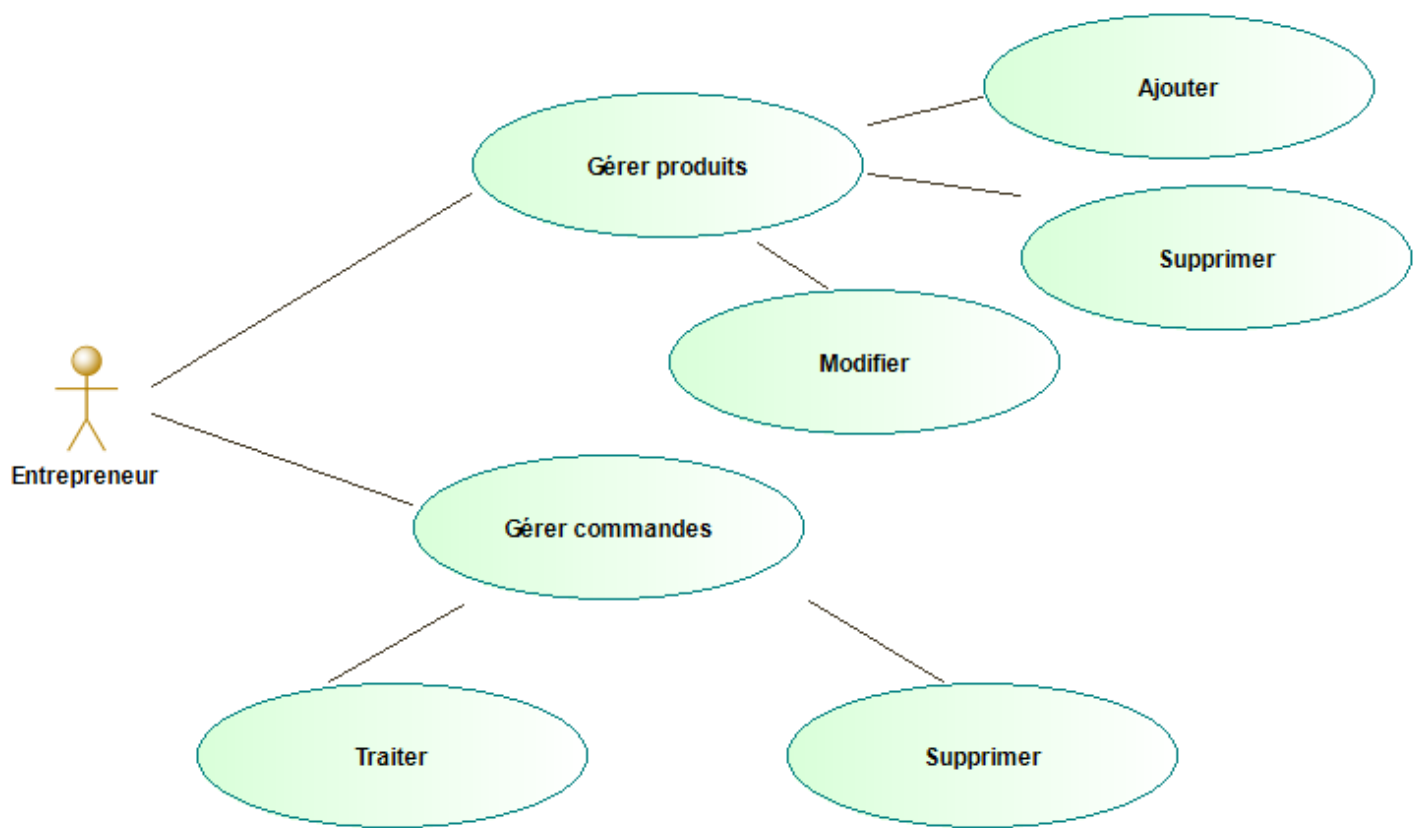 Ajouter
Gérer produits
Supprimer
Modifier
Entrepreneur
Gérer commandes
Traiter
Supprimer